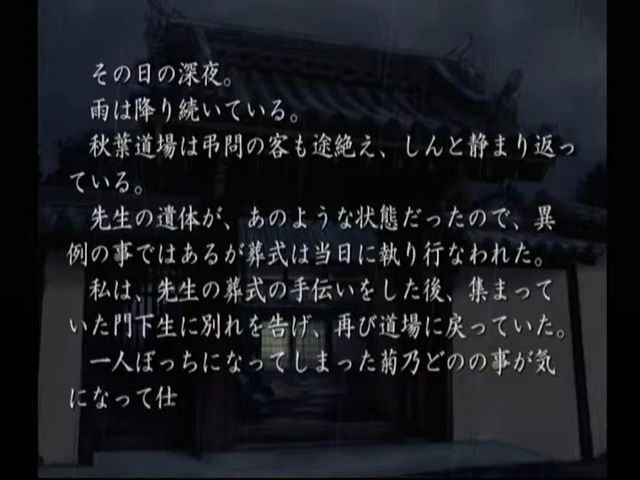 その日の深夜。
雨は降り続いている。
秋葉道場は弔問の客も途絶え、しんと静まり返っ
ている。
先生の遺体が、あのような状態だったので、異
例の事ではあるが葬式は当日に執り行なわれた。
私は、先生の葬式の手伝いをした後、集まって
いた門下生に別れを告げ、再び道場に戻っていた。
一人ぼっちになってしまった菊乃どのの事が気
になって仕